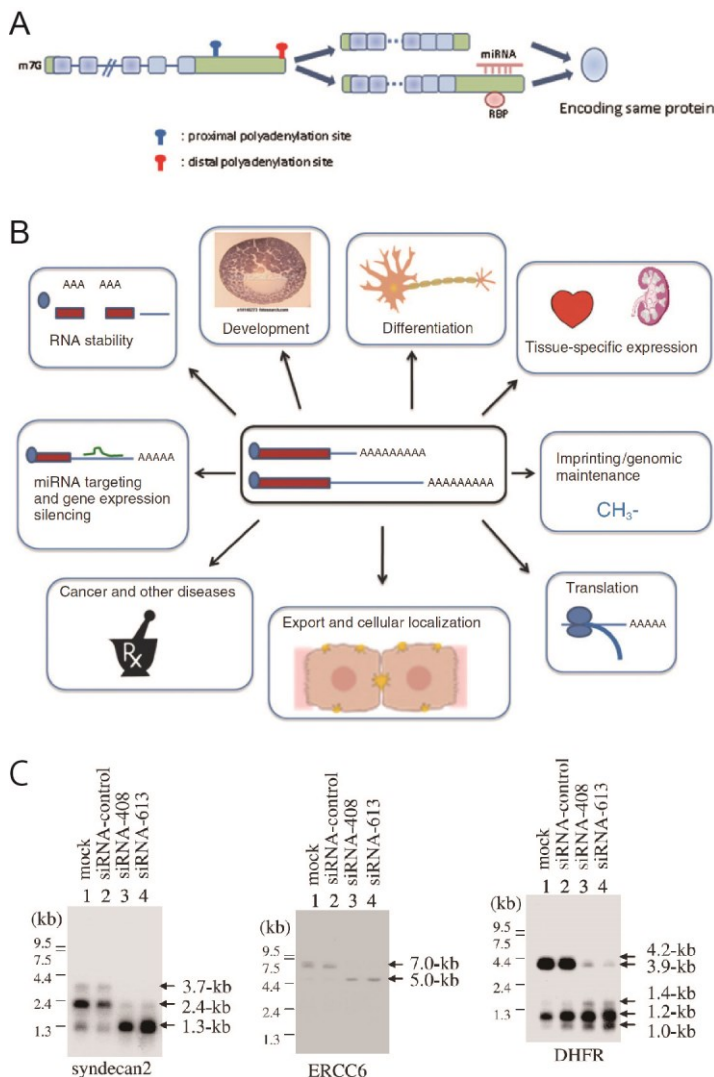 A
m7G
miRNA
RBP
Encoding same protein
: proximal polyadenylation site
: distal polyadenylation site
B
AAA AAA
RNA stability
Development
Differentiation
Tissue-specific expression
AAAAA
miRNA targeting
and gene expression
silencing
AAAAAAAAA
AAAAAAAAA
Imprinting/genomic
maintenance
CH3-
Cancer and other diseases
Rx
Export and cellular localization
Translation
AAAAA
C
mock
siRNA-control
siRNA-408
siRNA-613
1 2 3 4
(kb)
9.5
7.5
4.4
2.4
1.3
3.7-kb
2.4-kb
1.3-kb
syndecan2
mock
siRNA-control
siRNA-408
siRNA-613
1 2 3 4
(kb)
9.5
7.5
4.4
2.4
1.3
7.0-kb
5.0-kb
ERCC6
mock
siRNA-control
siRNA-408
siRNA-613
1 2 3 4
(kb)
9.5
7.5
4.4
2.4
1.3
4.2-kb
3.9-kb
1.4-kb
1.2-kb
1.0-kb
DHFR